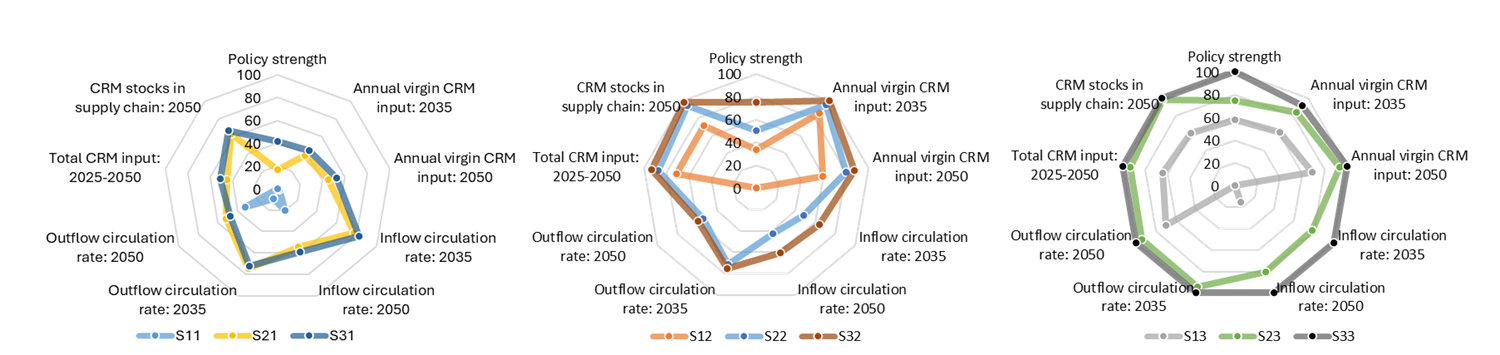 Policy strength
Annual virgin CRM
input: 2035
Annual virgin CRM
input: 2050
Inflow circulation
rate: 2035
Inflow circulation
rate: 2050
Outflow circulation
rate: 2035
Outflow circulation
rate: 2050
Total CRM input:
2025-2050
CRM stocks in
supply chain: 2050
100
80
60
40
20
0
S11
S21
S31
Policy strength
Annual virgin CRM
input: 2035
Annual virgin CRM
input: 2050
Inflow circulation
rate: 2035
Inflow circulation
rate: 2050
Outflow circulation
rate: 2035
Outflow circulation
rate: 2050
Total CRM input:
2025-2050
CRM stocks in
supply chain: 2050
100
80
60
40
20
0
S12
S22
S32
Policy strength
Annual virgin CRM
input: 2035
Annual virgin CRM
input: 2050
Inflow circulation
rate: 2035
Inflow circulation
rate: 2050
Outflow circulation
rate: 2035
Outflow circulation
rate: 2050
Total CRM input:
2025-2050
CRM stocks in
supply chain: 2050
100
80
60
40
20
0
S13
S23
S33